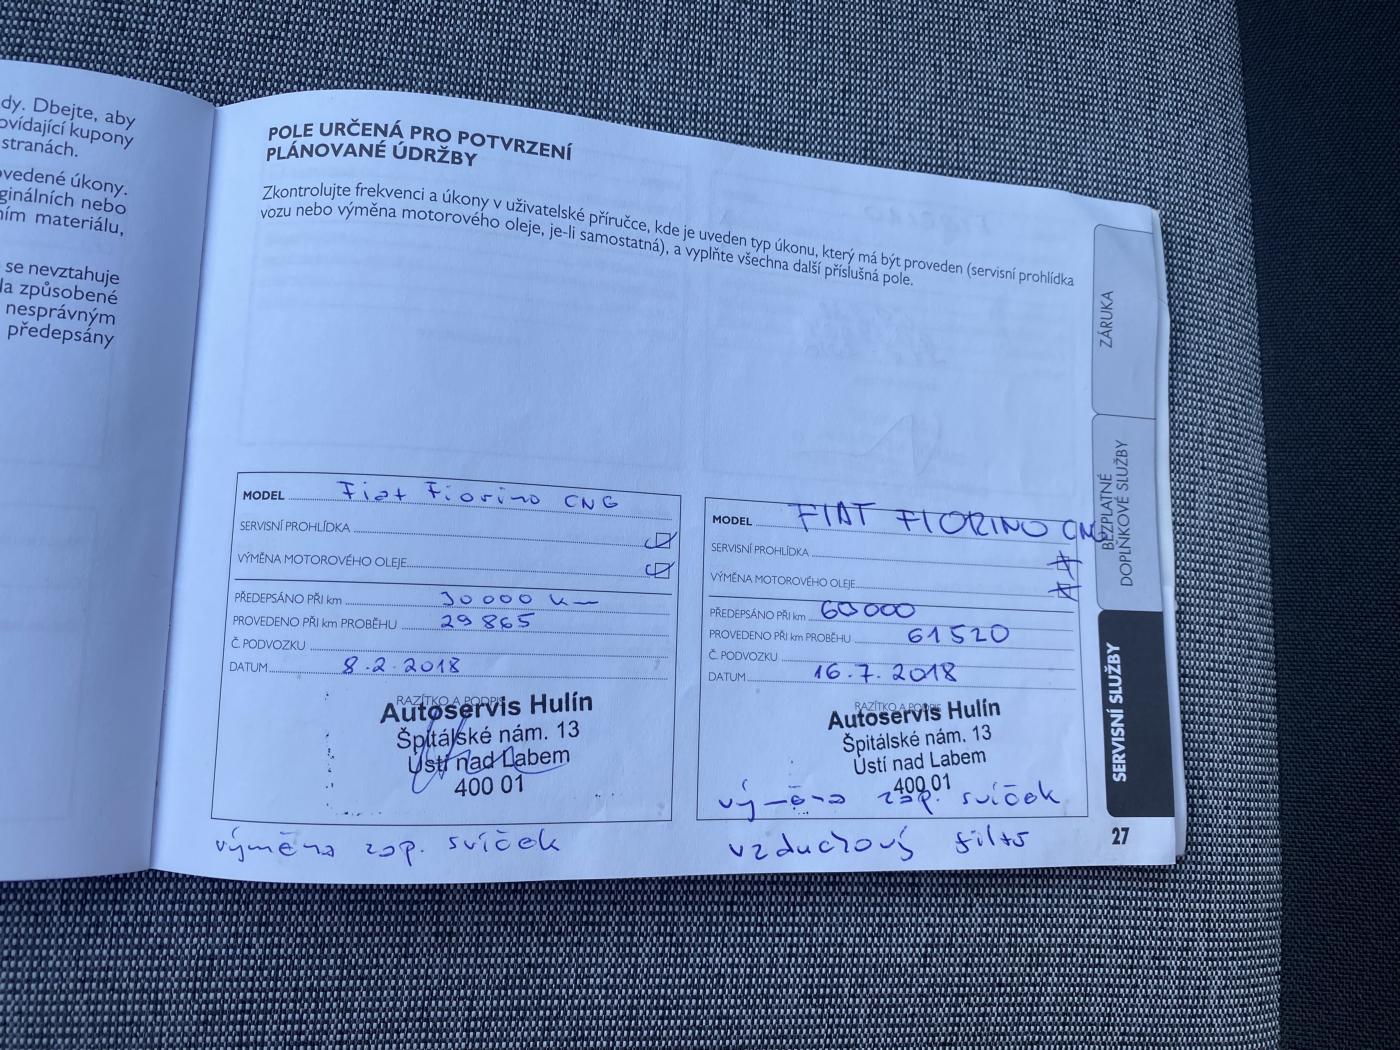 dy. Dbejte, aby
ovídající kupony
stranách.
vedené úkony.
ginálních nebo
ním materiálu,
se nevztahuje
la způsobené
nesprávným
předepsány
POLE URČENÁ PRO POTVRZENÍ
PLÁNOVANÉ ÚDRŽBY
Zkontrolujte frekvenci a úkony v uživatelské příručce, kde je uveden typ úkonu, který má být proveden (servisní prohlídka
vozu nebo výměna motorového oleje, je-li samostatná), a vyplňte všechna další příslušná pole.
MODEL Fiat Fiorino CNG
SERVISNÍ PROHLÍDKA
VÝMĚNA MOTOROVÉHO OLEJE
PŘEDEPSÁNO PŘI km 30000 km
PROVEDENO PŘI km PROBĚHU 29865
Č. PODVOZKU
DATUM 8.2.2018
RAZÍTKO A PODPIS
Autoservis Hulín
Špitálské nám. 13
Ústí nad Labem
400 01
výměna zap. svíček
MODEL FIAT FIORINO CNG
SERVISNÍ PROHLÍDKA
VÝMĚNA MOTOROVÉHO OLEJE
PŘEDEPSÁNO PŘI km 60000
PROVEDENO PŘI km PROBĚHU 61520
Č. PODVOZKU
DATUM 16.7.2018
RAZÍTKO A PODPIS
Autoservis Hulín
Špitálské nám. 13
Ústí nad Labem
400 01
výměna zap. svíček
vzduchový filtr
ZÁRUKA
BEZPLATNÉ
DOPLŇKOVÉ SLUŽBY
SERVISNÍ SLUŽBY
27